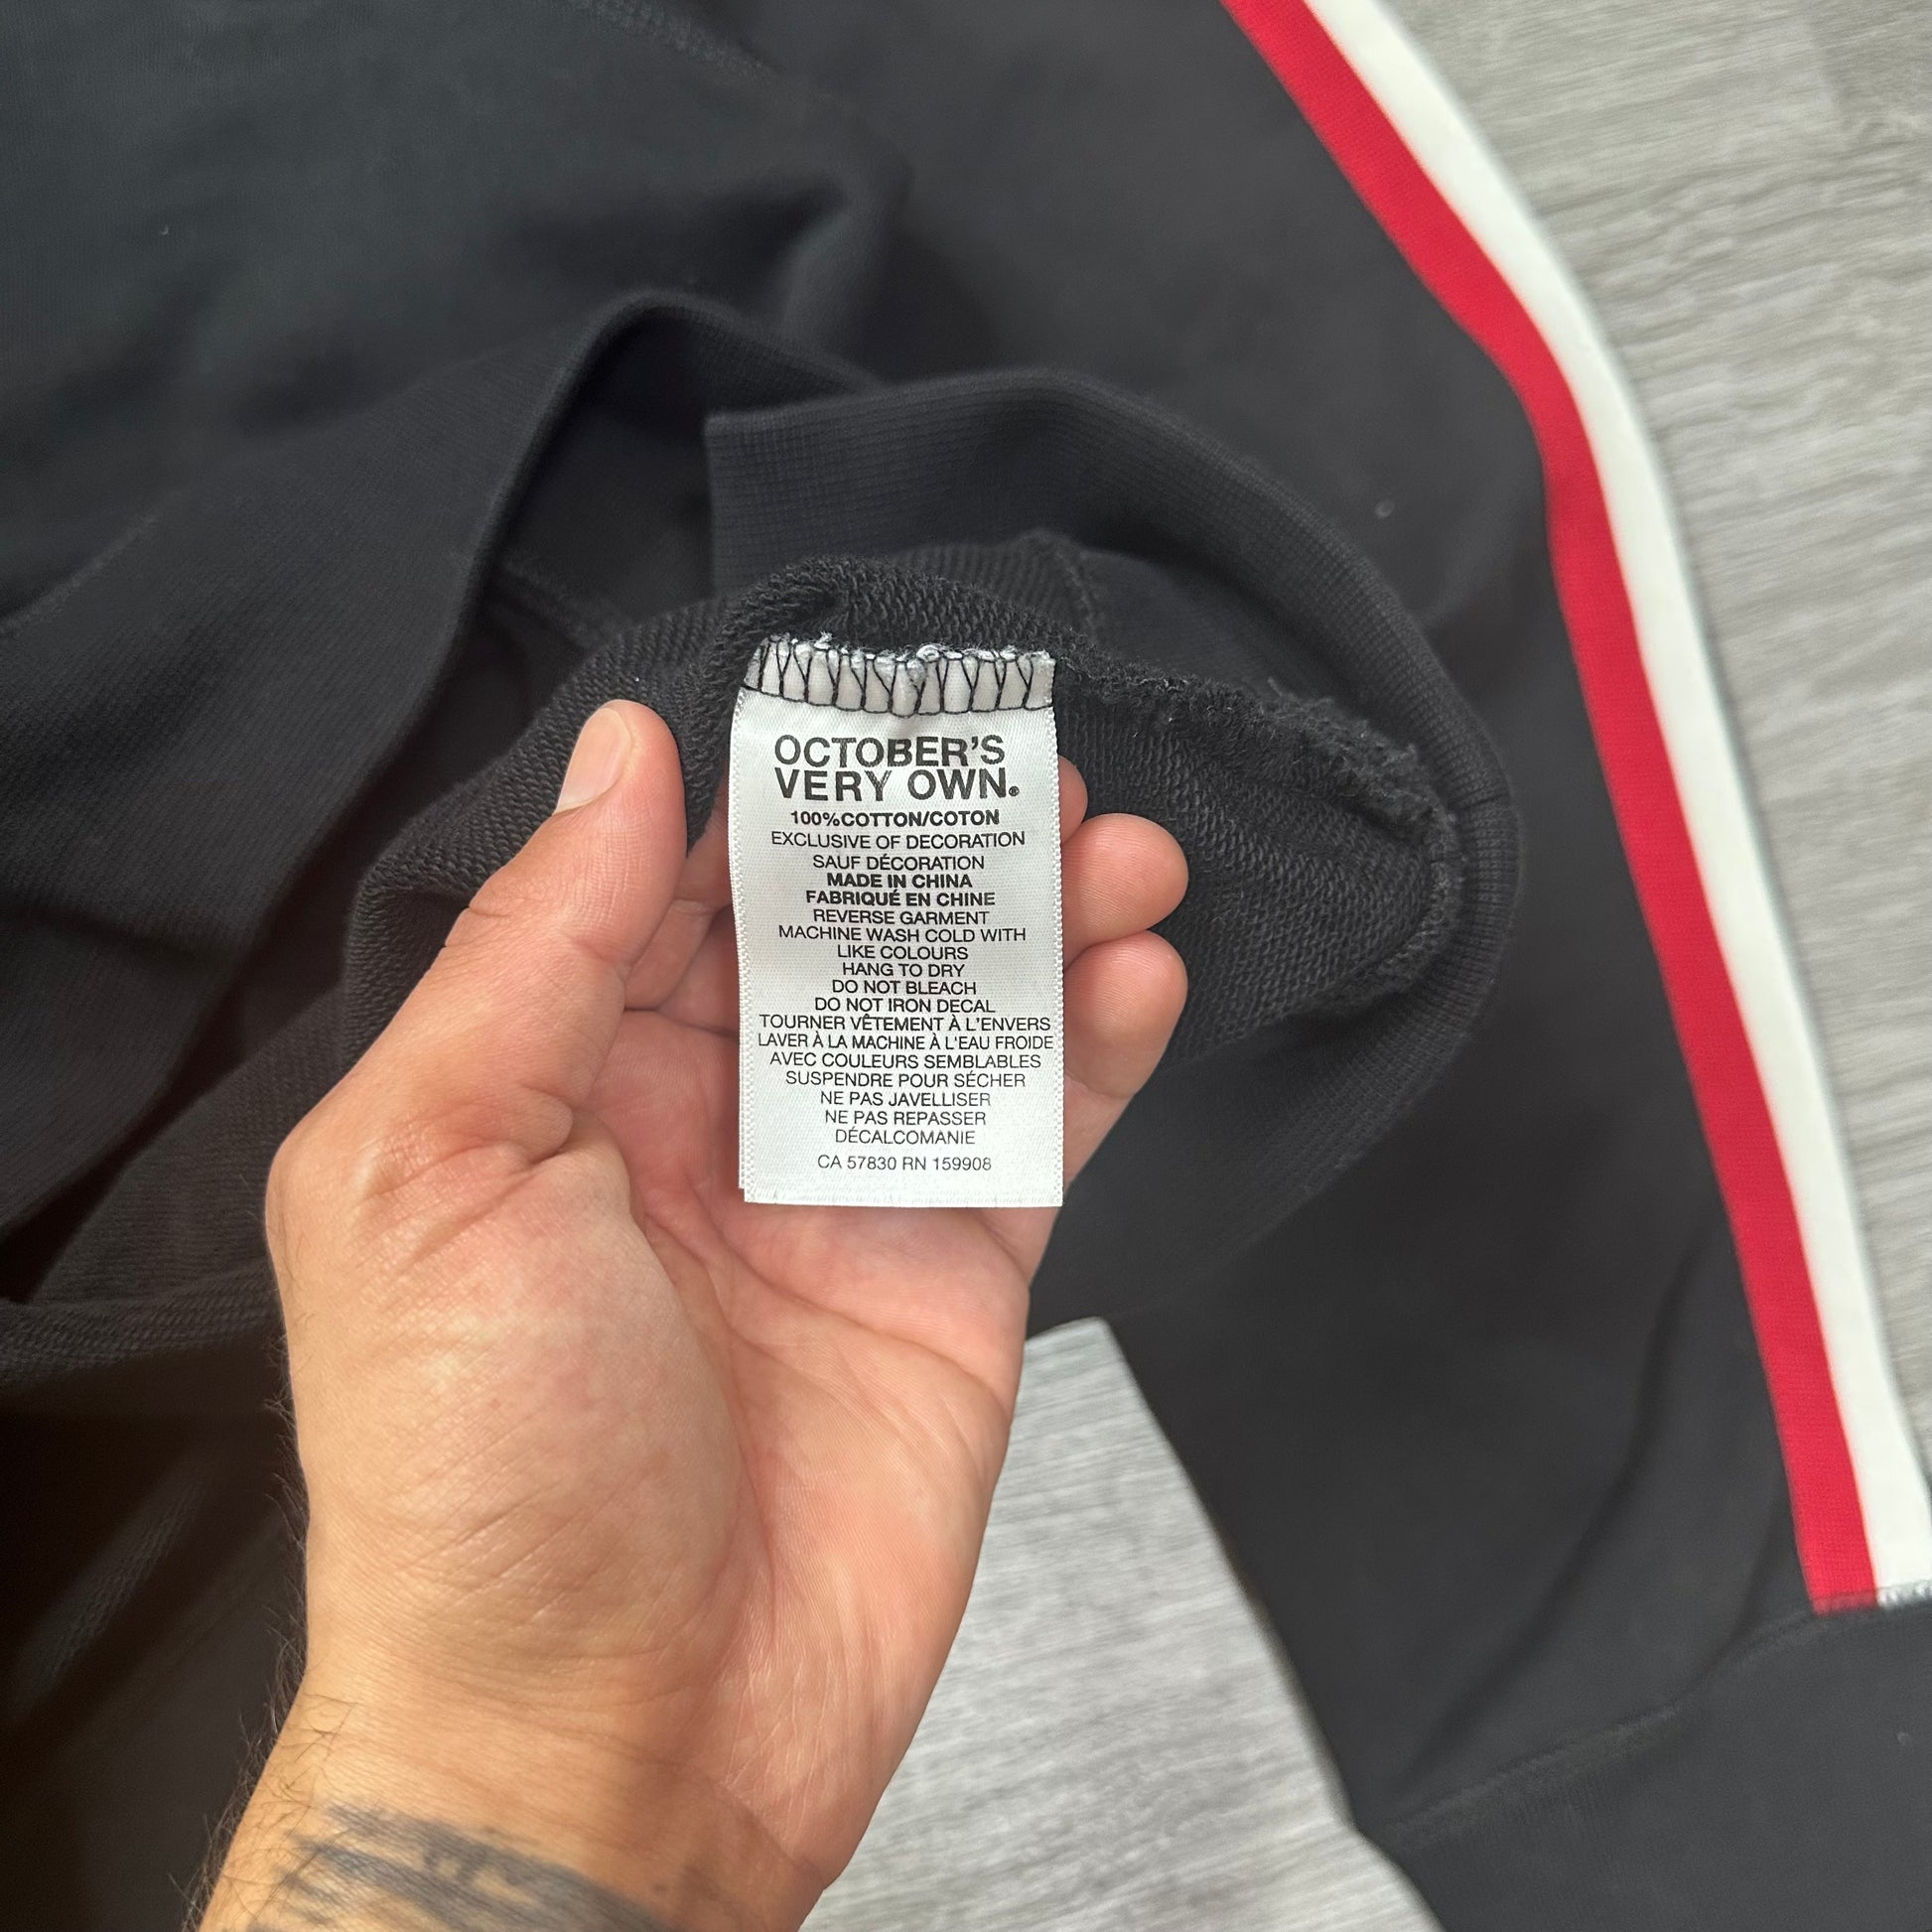 OCTOBER'S
VERY OWN.
100%COTTON/COTON
EXCLUSIVE OF DECORATION
SAUF DÉCORATION
MADE IN CHINA
FABRIQUÉ EN CHINE
REVERSE GARMENT
MACHINE WASH COLD WITH
LIKE COLOURS
HANG TO DRY
DO NOT BLEACH
DO NOT IRON DECAL
TOURNER VÊTEMENT À L'ENVERS
LAVER À LA MACHINE À L'EAU FROIDE
AVEC COULEURS SEMBLABLES
SUSPENDRE POUR SÉCHER
NE PAS JAVELLISER
NE PAS REPASSER
DÉCALCOMANIE
CA 57830 RN 159908